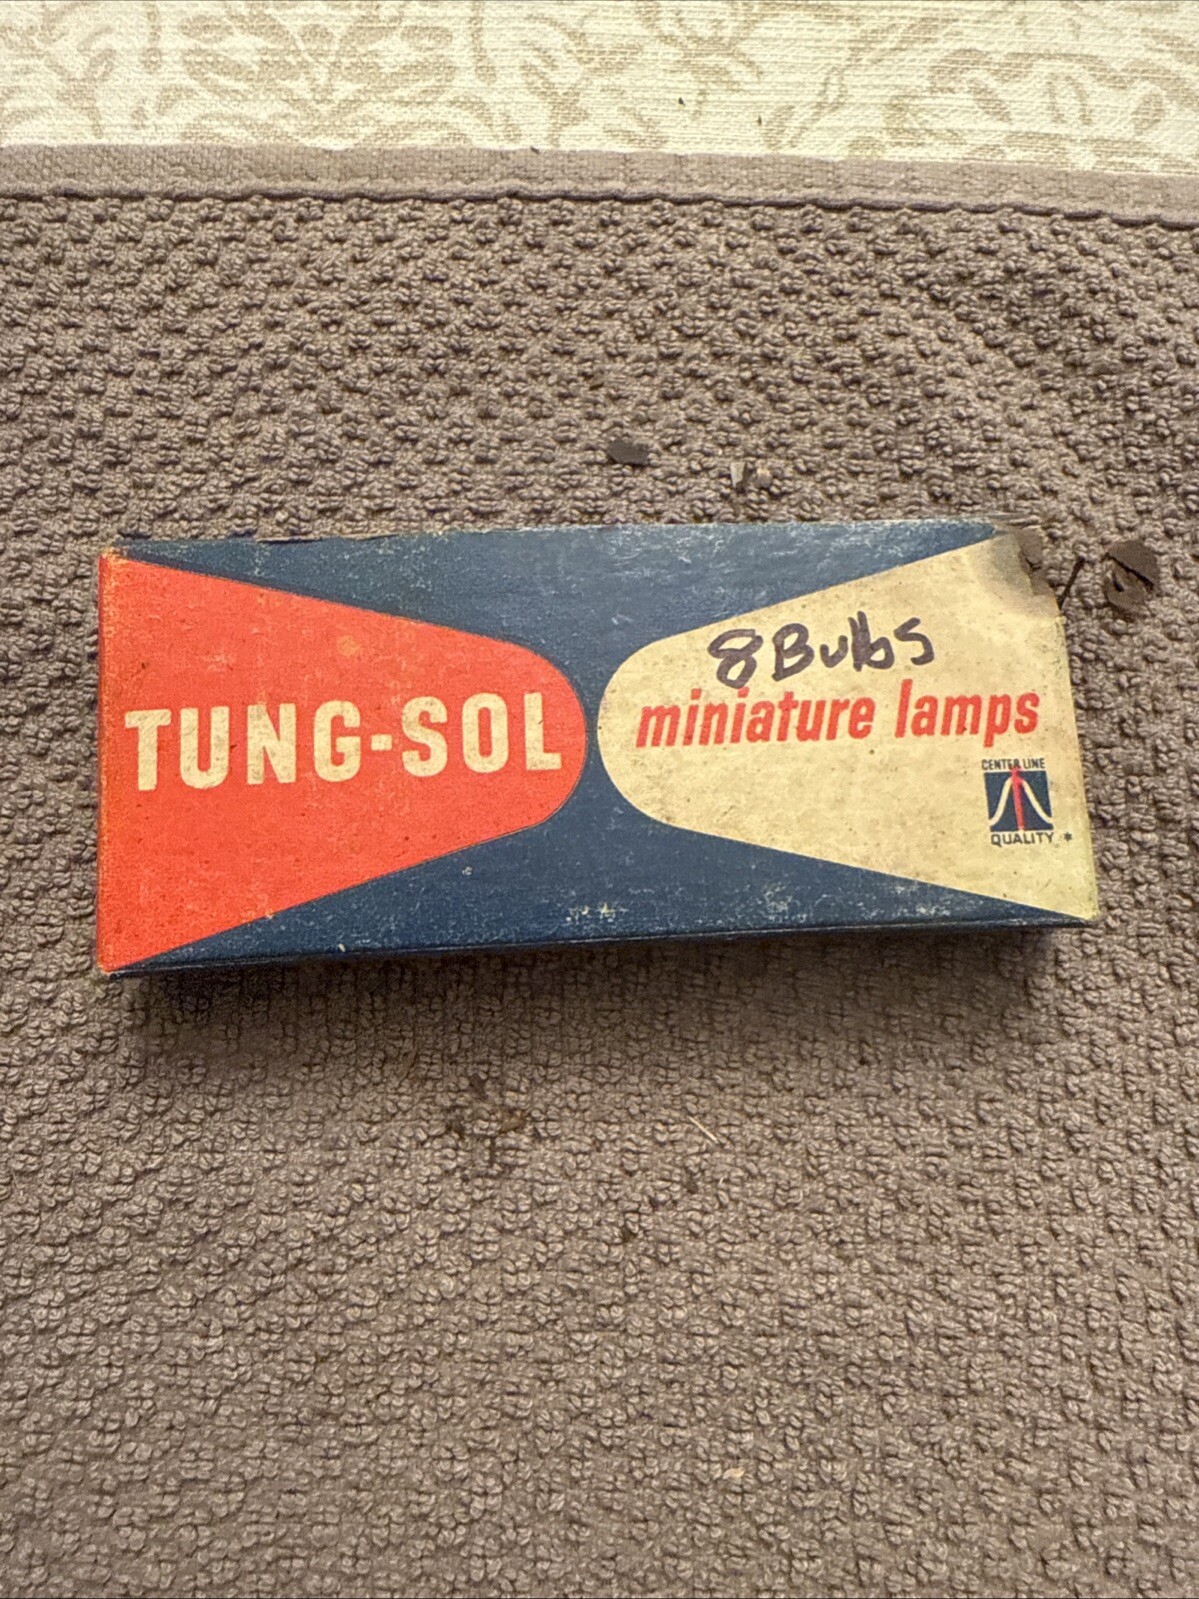 TUNG-SOL
8 Bulbs
miniature lamps
CENTER LINE
QUALITY *